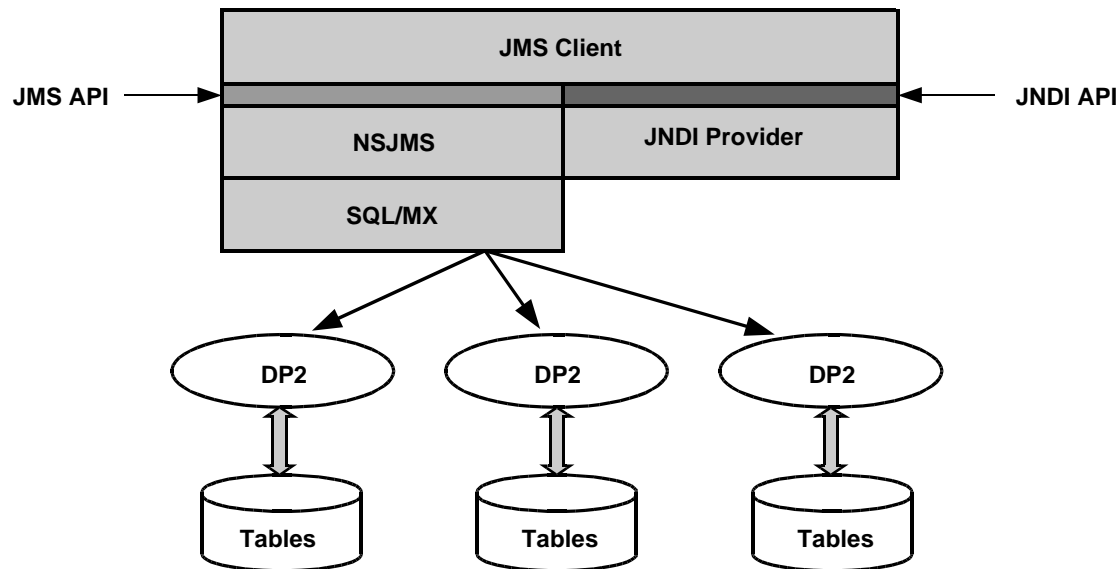 JMS Client
JMS API
JNDI API
NSJMS
JNDI Provider
SQL/MX
DP2
DP2
DP2
Tables
Tables
Tables